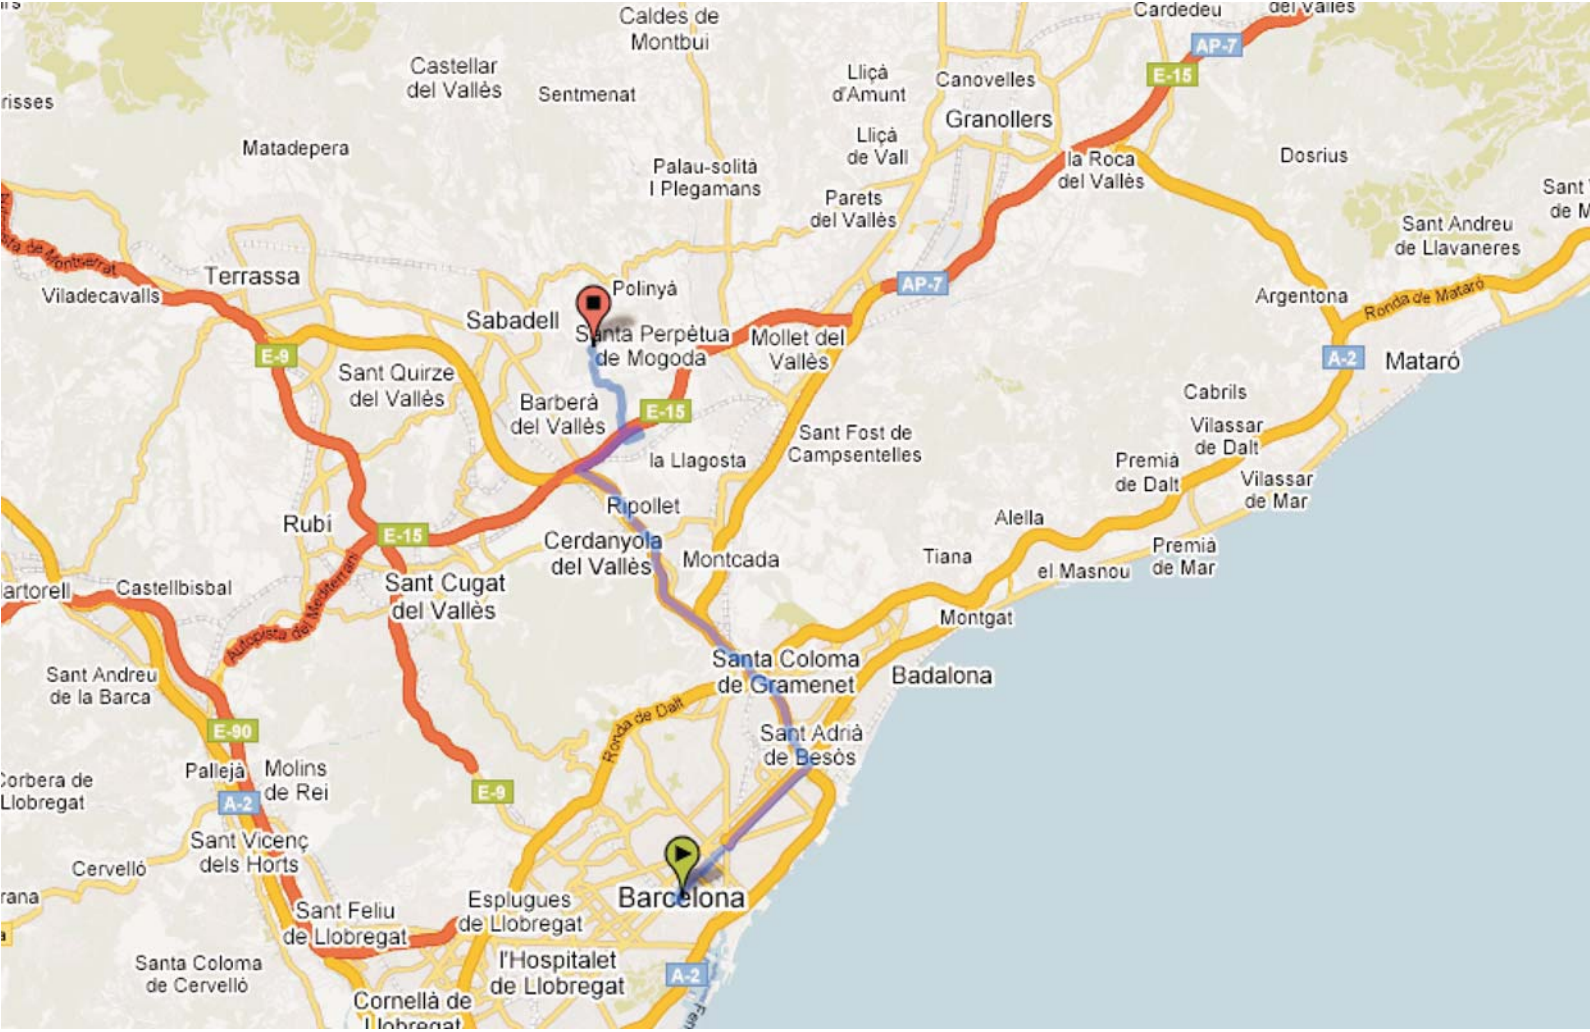 Caldes de
Montbui
Cardedeu
del Vallès
AP-7
E-15
Castellar
del Vallès
Sentmenat
Lliçà
d'Amunt
Canovelles
risses
Granollers
Matadepera
Lliçà
de Vall
la Roca
del Vallès
Dosrius
Palau-solità
I Plegamans
Parets
del Vallès
Sant
de M
Sant Andreu
de Llavaneres
sta de Montserrat
Terrassa
Viladecavalls
Polinyà
AP-7
Argentona
Ronda de Mataró
Sabadell
Santa Perpètua
de Mogoda
Mollet del
Vallès
E-9
A-2
Mataró
Sant Quirze
del Vallès
Barberà
del Vallès
E-15
Cabrils
Sant Fost de
Campsentelles
Vilassar
de Dalt
la Llagosta
Premià
de Dalt
Vilassar
de Mar
Ripollet
Rubí
E-15
Alella
Cerdanyola
del Vallès
Montcada
Tiana
el Masnou
Premià
de Mar
artorell
Castellbisbal
Sant Cugat
del Vallès
Autopista del Mediterrani
Montgat
Sant Andreu
de la Barca
Santa Coloma
de Gramenet
Badalona
Ronda de Dalt
E-90
Sant Adrià
de Besòs
Corbera de
Llobregat
Pallejà
Molins
de Rei
A-2
E-9
Sant Vicenç
dels Horts
Cervelló
rana
Barcelona
Esplugues
de Llobregat
Sant Feliu
de Llobregat
Santa Coloma
de Cervelló
l'Hospitalet
de Llobregat
A-2
Cornellà de
Llobregat